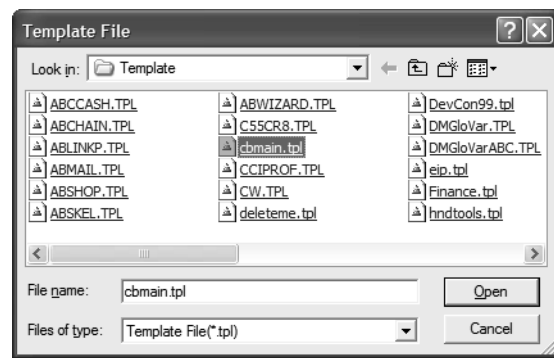 Template File
Look in: Template
ABCCASH.TPL ABWIZARD.TPL DevCon99.tpl
ABCHAIN.TPL C55CR8.TPL DMGloVar.TPL
ABLINKP.TPL cbmain.tpl DMGloVarABC.TPL
ABMAIL.TPL CCIPROF.TPL eip.tpl
ABSHOP.TPL CW.TPL Finance.tpl
ABSKEL.TPL deleteme.tpl hndtools.tpl
File name: cbmain.tpl Open
Files of type: Template File(*.tpl) Cancel